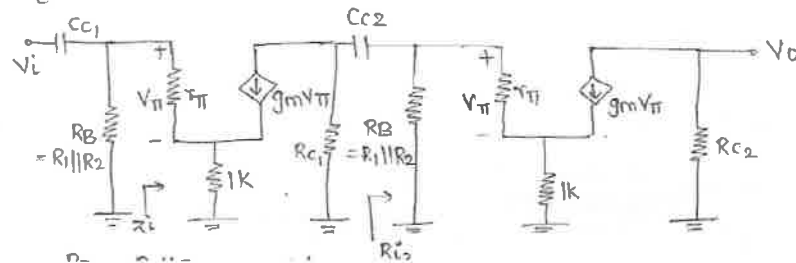 Cc1
Cc2
Vi
Vo
+
Vπ
rπ
gmVπ
+
Vπ
rπ
gmVπ
RB
= R1||R2
-
1K
Rc1
RB
= R1||R2
-
1K
Rc2
zi
Ri2